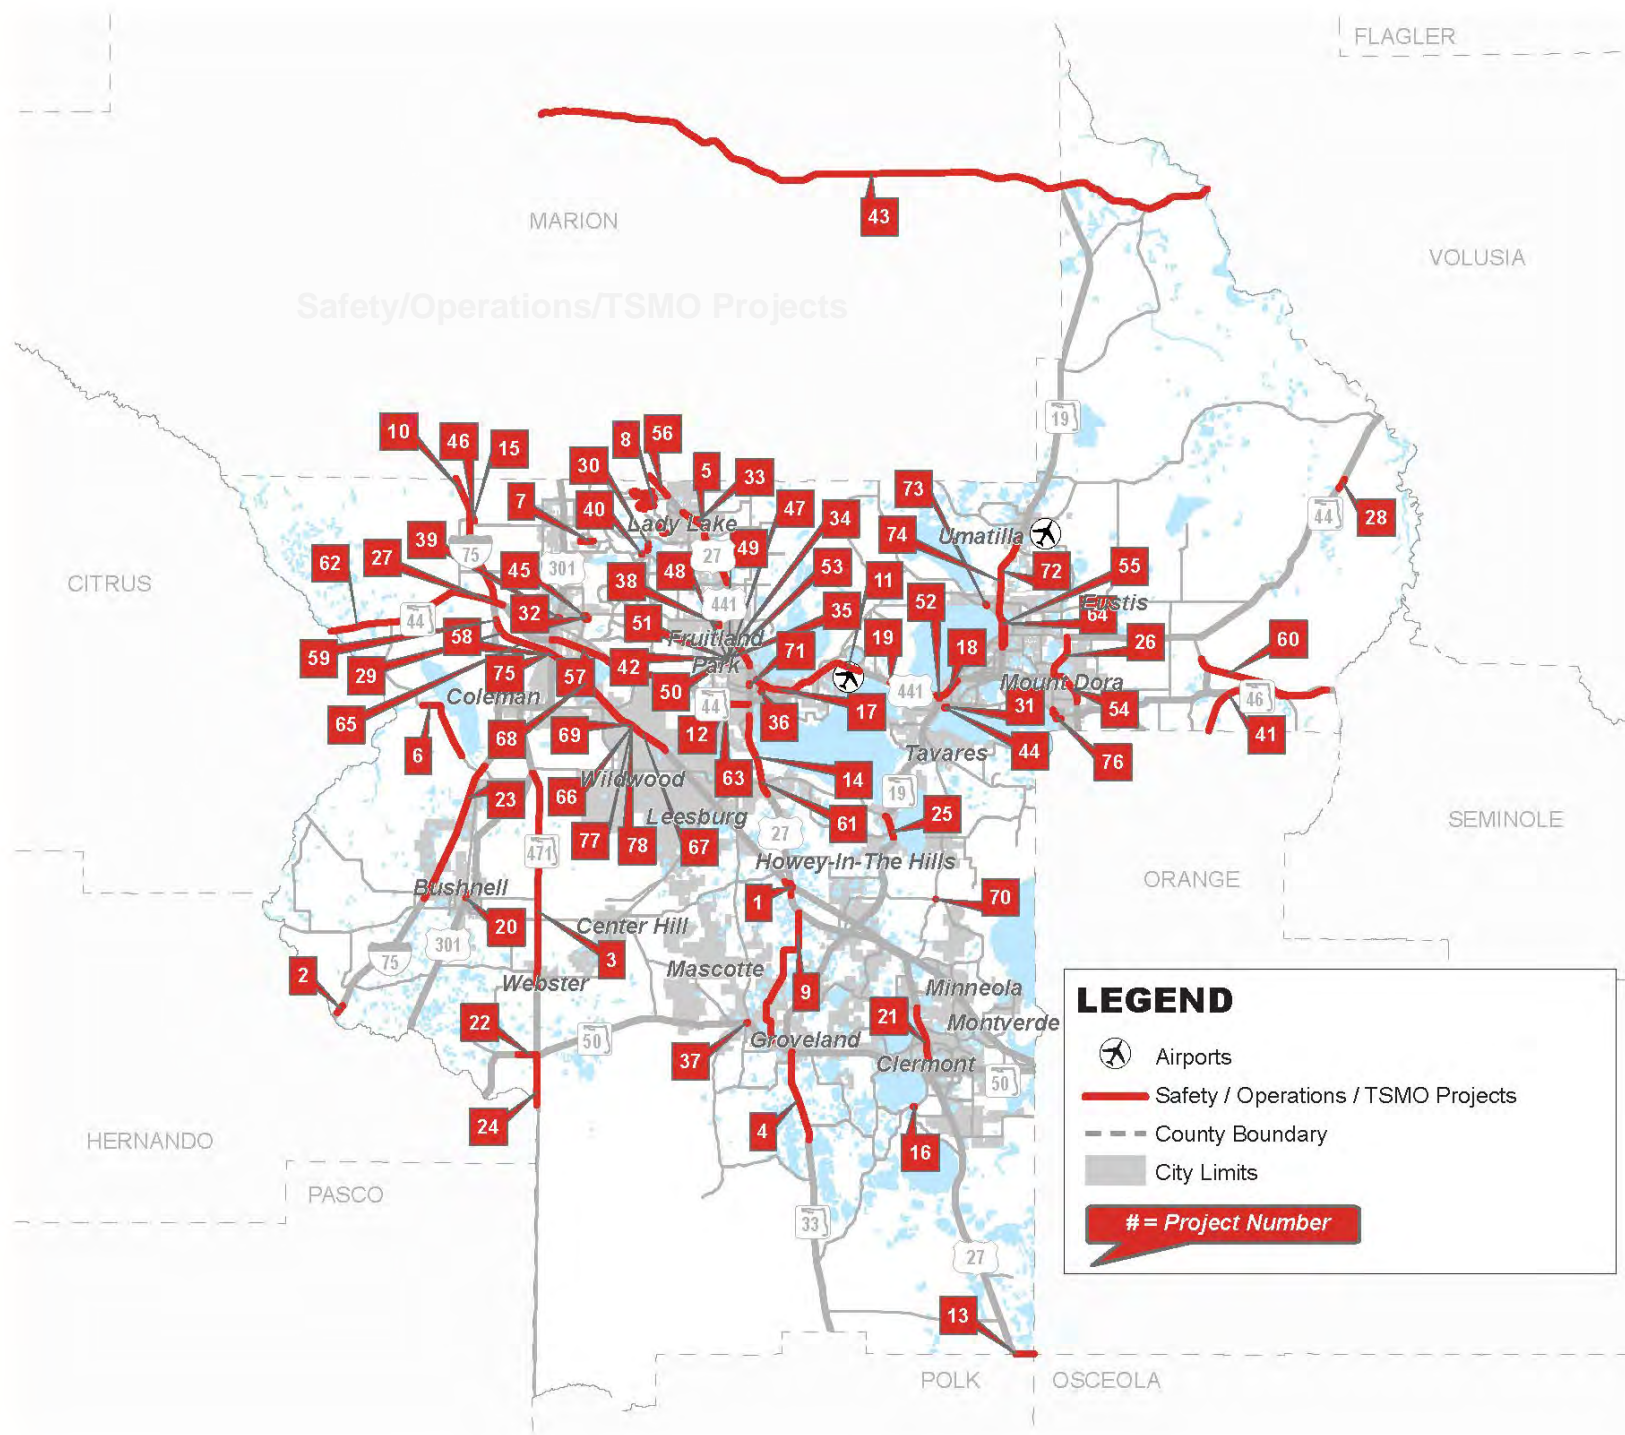 FLAGLER
43
MARION
VOLUSIA
Safety/Operations/TSMO Projects
19
10
46
15
8
56
30
5
33
73
7
40
Lady Lake
47
34
74
Umatilla
44
28
39
75
27
49
62
27
45
301
38
48
53
11
72
55
CITRUS
44
32
441
51
35
52
Eustis
64
58
Fruitland
Park
19
18
26
60
59
29
75
57
42
50
71
441
Mount Dora
46
Coleman
44
36
17
31
54
41
65
6
68
69
12
44
76
Tavares
66
Wildwood
63
14
23
19
25
SEMINOLE
Leesburg
61
27
471
77
78
67
Howey-In-The Hills
Bushnell
ORANGE
1
70
20
Center Hill
301
75
3
2
Webster
Mascotte
9
Minneola
22
21
Montverde
50
37
Groveland
Clermont
50
24
4
16
HERNANDO
PASCO
33
27
13
POLK
OSCEOLA
LEGEND
Airports
Safety / Operations / TSMO Projects
County Boundary
City Limits
# = Project Number